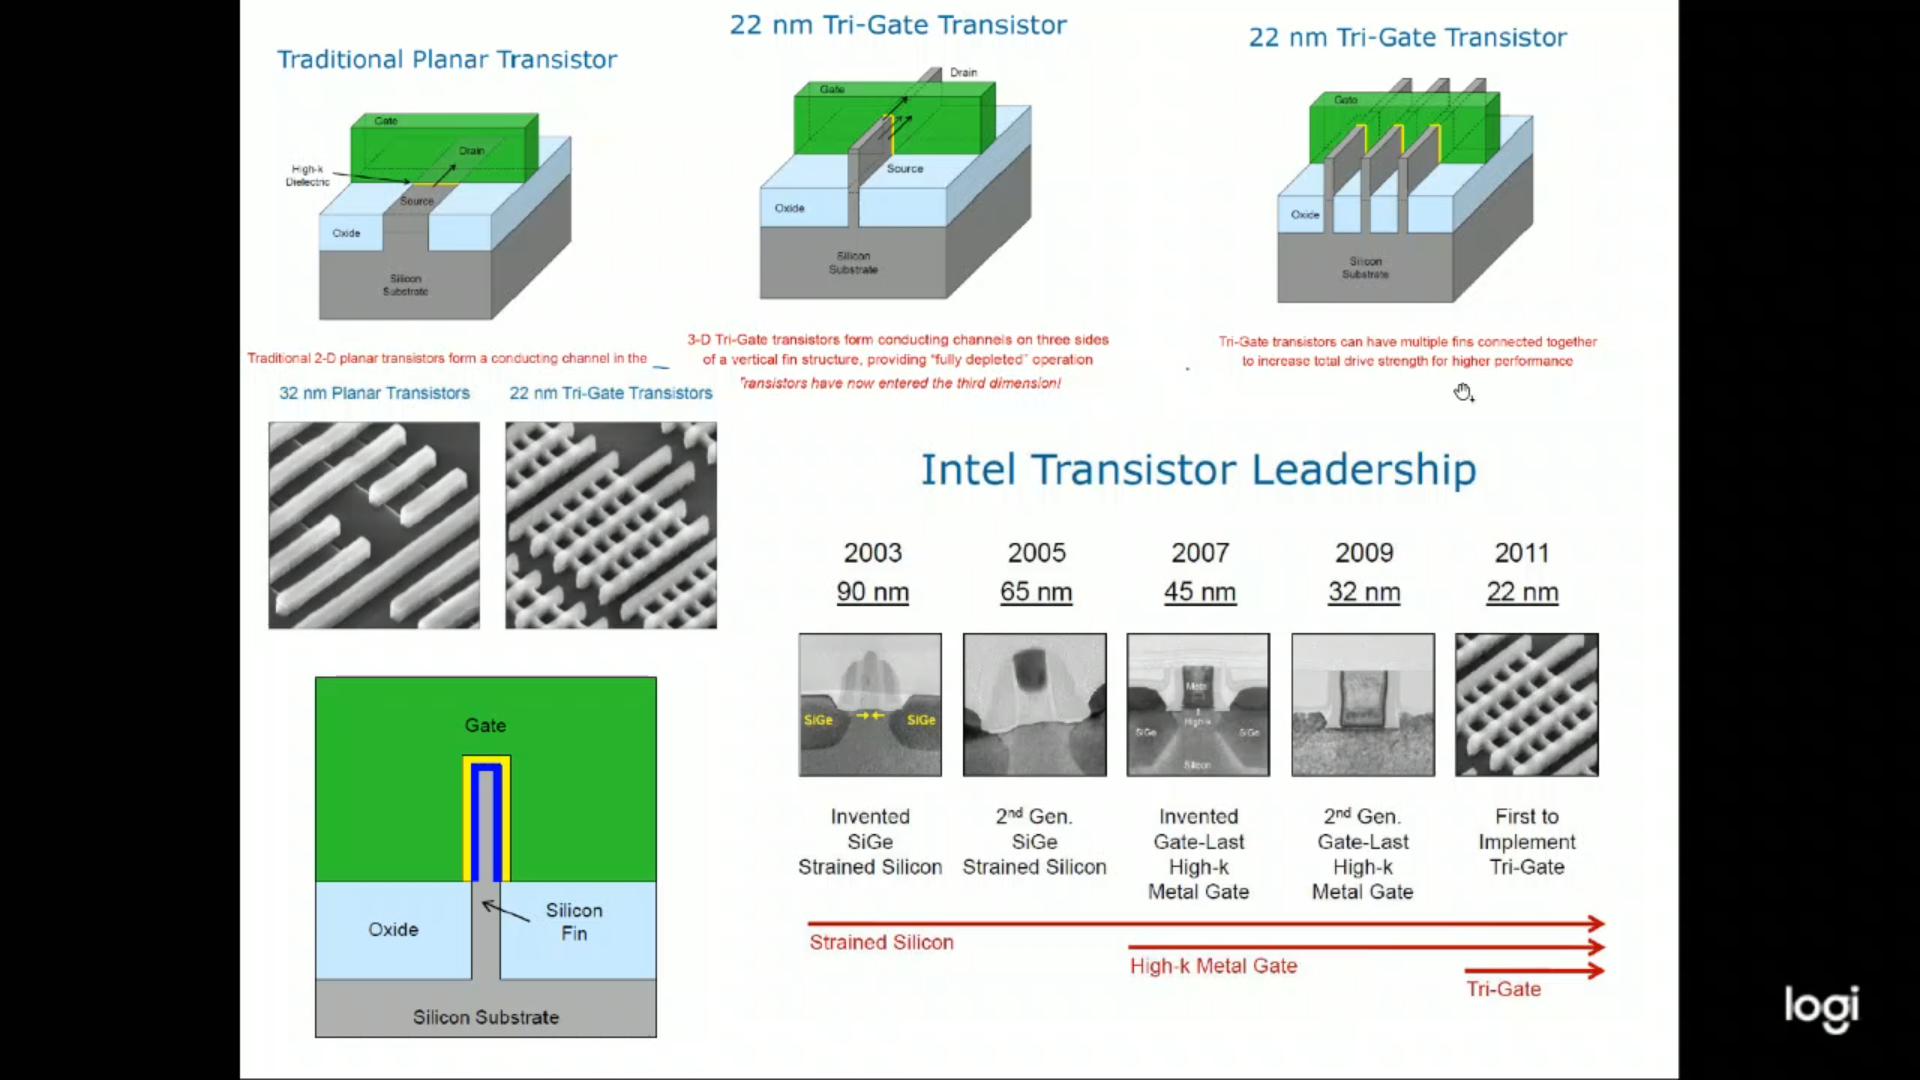 Traditional Planar Transistor
Gate
Drain
High-k
Dielectric
Source
Oxide
Silicon
Substrate
Traditional 2-D planar transistors form a conducting channel in the
22 nm Tri-Gate Transistor
Drain
Gate
Source
Oxide
Silicon
Substrate
3-D Tri-Gate transistors form conducting channels on three sides
of a vertical fin structure, providing "fully depleted" operation
Transistors have now entered the third dimension!
22 nm Tri-Gate Transistor
Gate
Oxide
Silicon
Substrate
Tri-Gate transistors can have multiple fins connected together
to increase total drive strength for higher performance
32 nm Planar Transistors
22 nm Tri-Gate Transistors
Gate
Oxide
Silicon
Fin
Silicon Substrate
Intel Transistor Leadership
2003 2005 2007 2009 2011
90 nm 65 nm 45 nm 32 nm 22 nm
SiGe SiGe
Metal
High-k
SiGe SiGe
Silicon
Invented
SiGe
Strained Silicon
2nd Gen.
SiGe
Strained Silicon
Invented
Gate-Last
High-k
Metal Gate
2nd Gen.
Gate-Last
High-k
Metal Gate
First to
Implement
Tri-Gate
Strained Silicon
High-k Metal Gate
Tri-Gate
logi